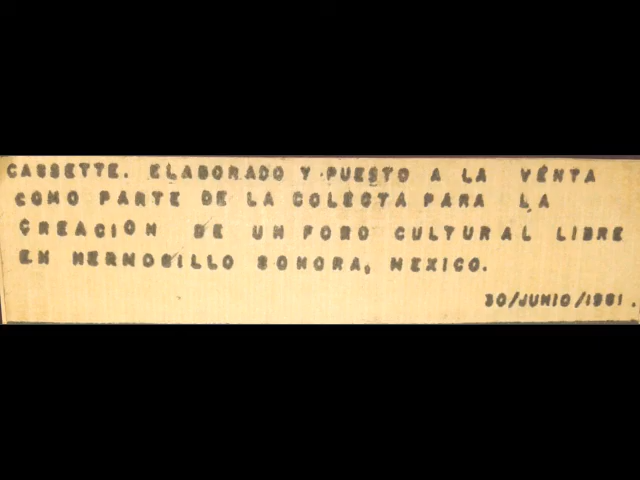 CASSETTE. ELABORADO Y PUESTO A LA VENTA
COMO PARTE DE LA COLECTA PARA LA
CREACION DE UN FORO CULTURAL LIBRE
EN HERMOSILLO SONORA, MEXICO.
30/JUNIO/1981.